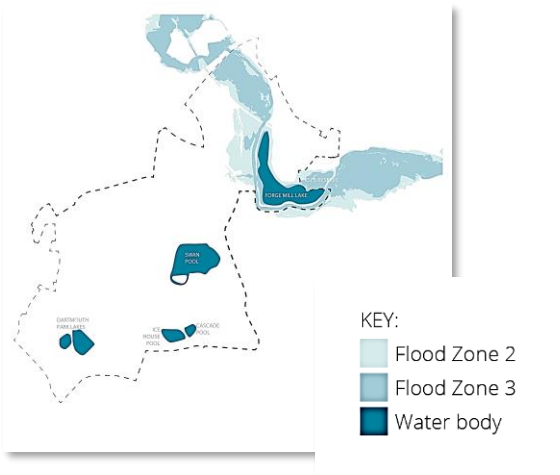 FORGE MILL LAKE
SWAN
POOL
DARTMOUTH
PARK LAKES
ICE
HOUSE
POOL
CASCADE
POOL
KEY:
Flood Zone 2
Flood Zone 3
Water body